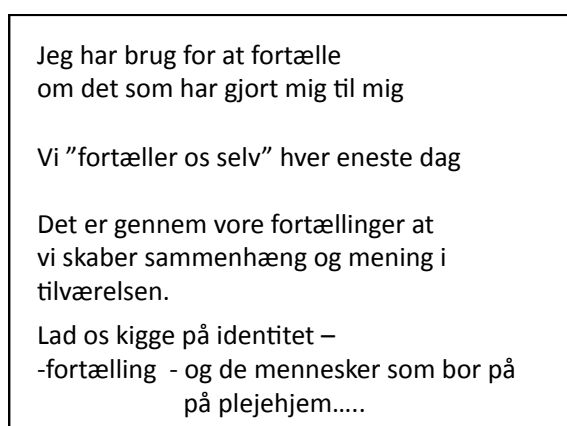 Jeg har brug for at fortælle
om det som har gjort mig til mig
Vi ”fortæller os selv” hver eneste dag
Det er gennem vore fortællinger at
vi skaber sammenhæng og mening i
tilværelsen.
Lad os kigge på identitet –
-fortælling  - og de mennesker som bor på
på plejehjem…..